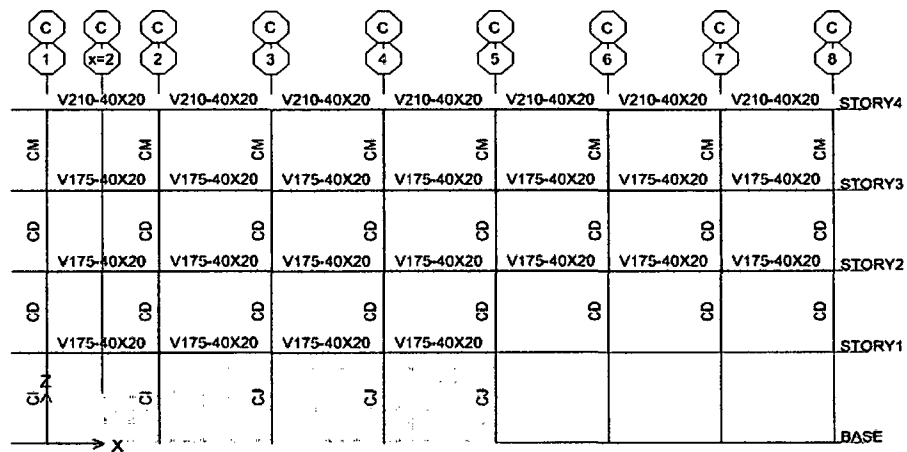 C C C C C C C C C
1 x=2 2 3 4 5 6 7 8
V210-40X20 V210-40X20 V210-40X20 V210-40X20 V210-40X20 V210-40X20 V210-40X20 STORY4
CM CM CM CM CM CM CM CM
V175-40X20 V175-40X20 V175-40X20 V175-40X20 V175-40X20 V175-40X20 V175-40X20 STORY3
CD CD CD CD CD CD CD CD
V175-40X20 V175-40X20 V175-40X20 V175-40X20 V175-40X20 V175-40X20 V175-40X20 STORY2
CD CD CD CD CD CD CD CD
V175-40X20 V175-40X20 V175-40X20 V175-40X20 STORY1
Z
CI CI CJ CJ CJ
X BASE